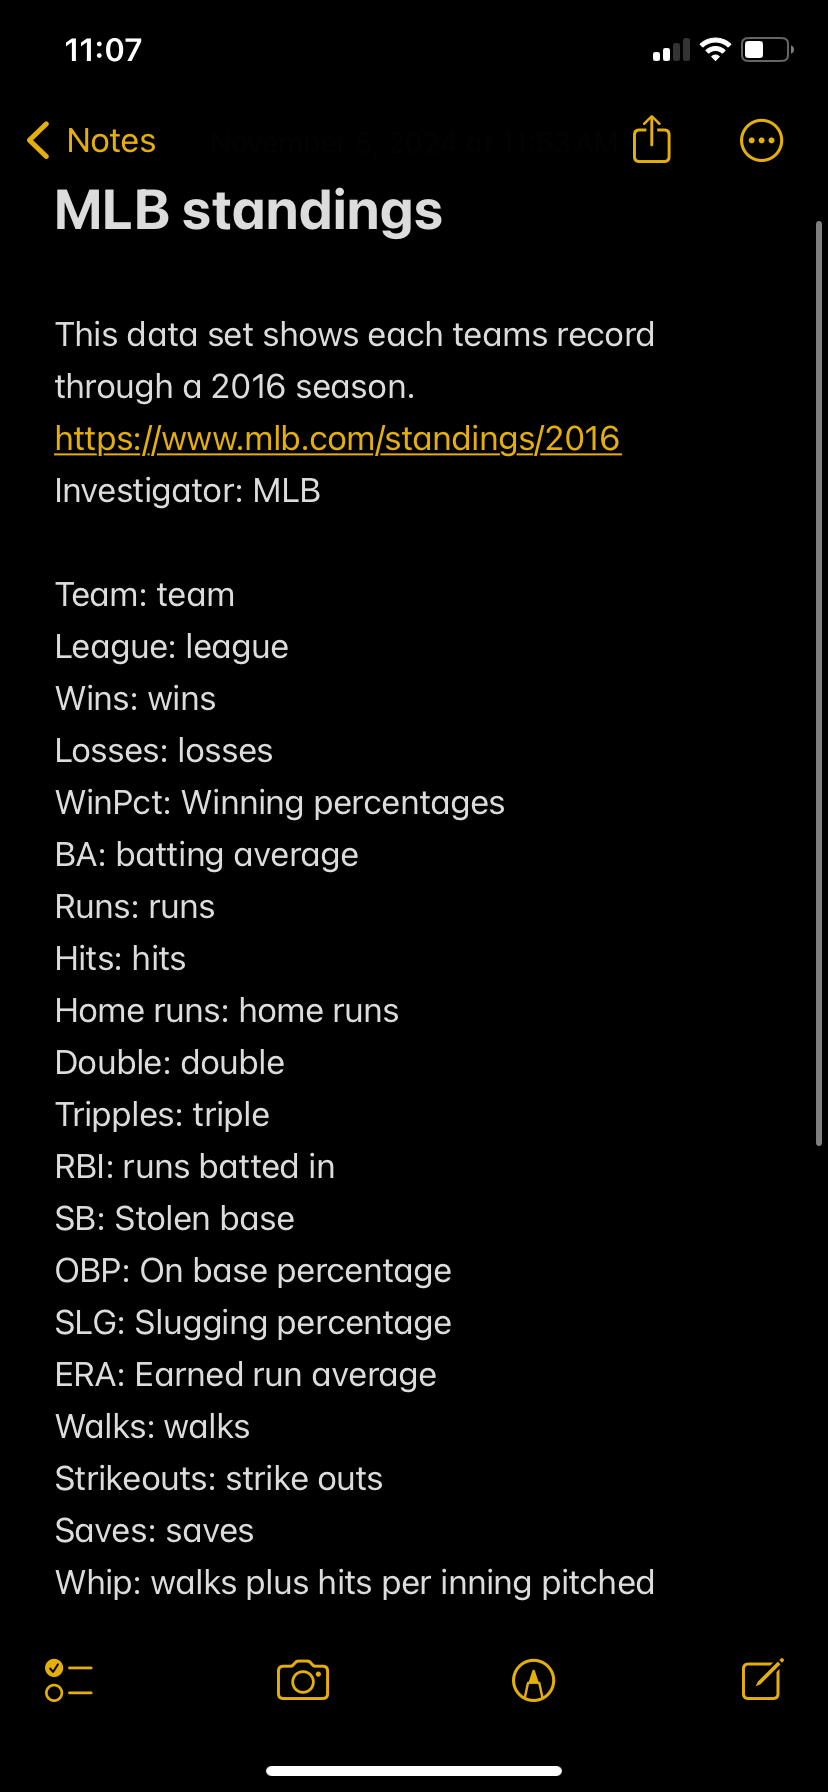 11:07
Notes
November 5, 2024 at 11:53 AM
MLB standings
This data set shows each teams record
through a 2016 season.
https://www.mlb.com/standings/2016
Investigator: MLB
Team: team
League: league
Wins: wins
Losses: losses
WinPct: Winning percentages
BA: batting average
Runs: runs
Hits: hits
Home runs: home runs
Double: double
Tripples: triple
RBI: runs batted in
SB: Stolen base
OBP: On base percentage
SLG: Slugging percentage
ERA: Earned run average
Walks: walks
Strikeouts: strike outs
Saves: saves
Whip: walks plus hits per inning pitched